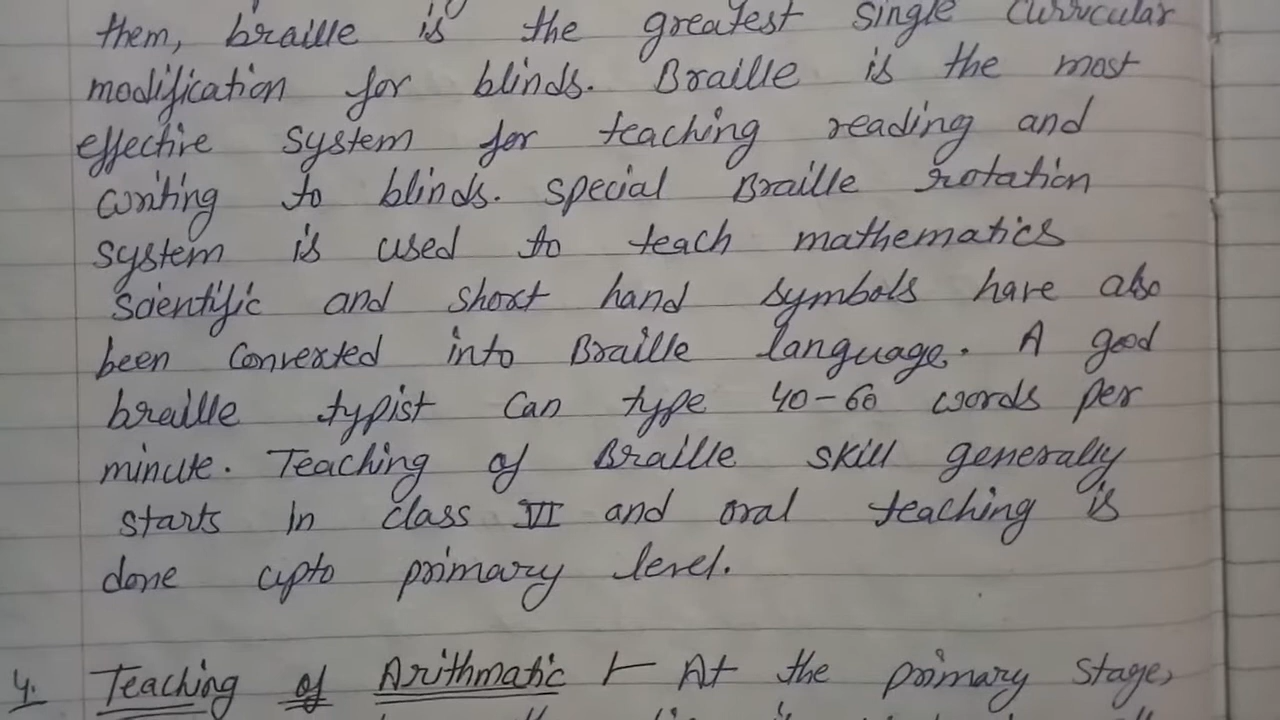 them, braille is the greatest single curricular
modification for blinds. Braille is the most
effective system for teaching reading and
writing to blinds. special Braille rotation
system is used to teach mathematics
Scientific and short hand symbols have also
been converted into Braille language. A good
braille typist can type 40-60 words per
minute. Teaching of Braille skill generally
starts in class VI and oral teaching is
done upto primary level.
4. Teaching of Arithmatic :- At the primary stage,